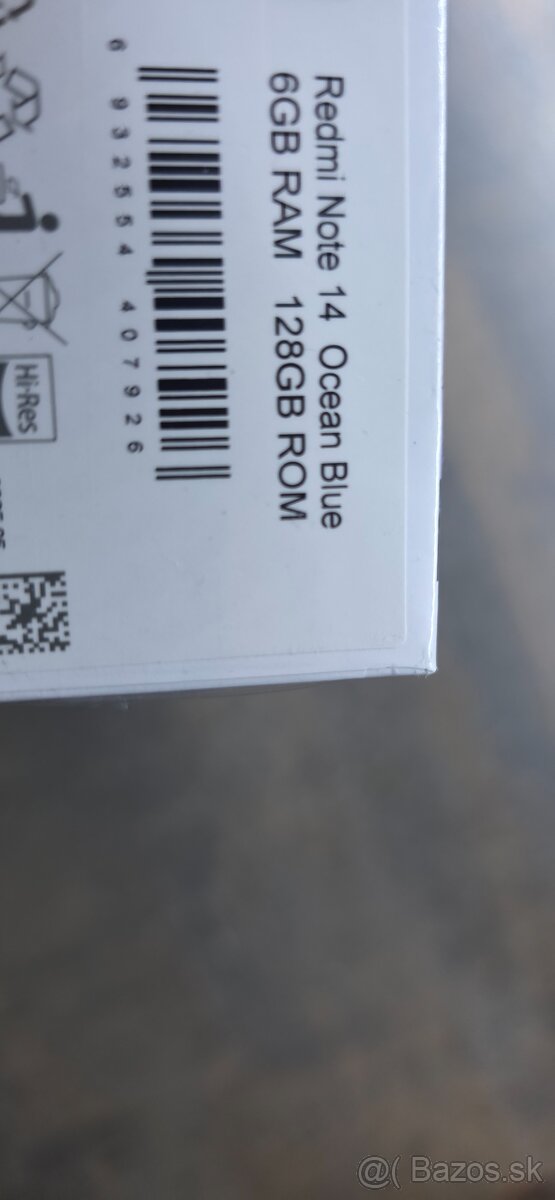 Redmi Note 14 Ocean Blue
6GB RAM 128GB ROM
6 932554 407926
Hi-Res
@( Bazos.sk